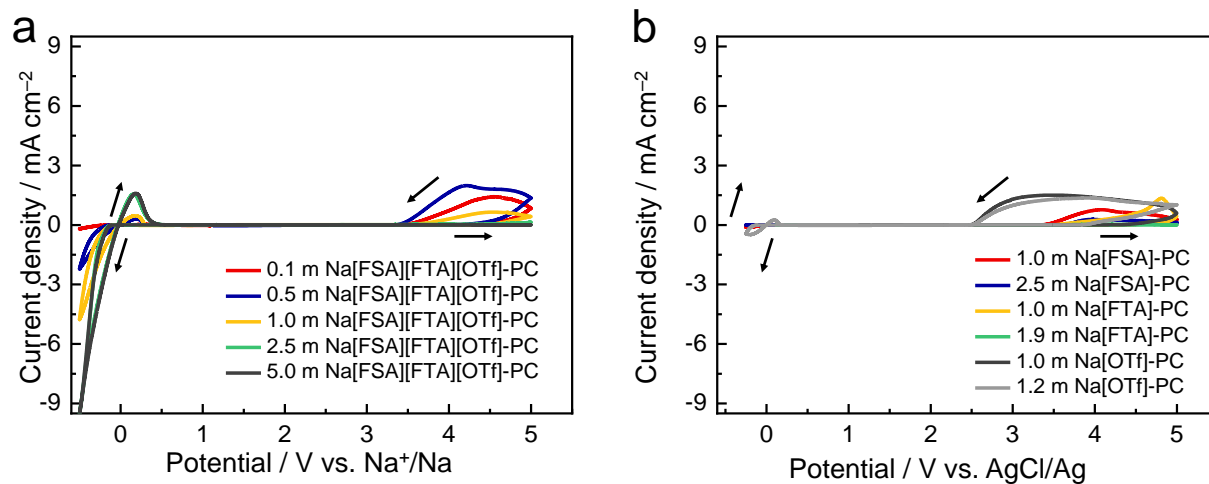 a
Current density / mA cm⁻²
9
6
3
0
-3
-6
-9
0.1 m Na[FSA][FTA][OTf]-PC
0.5 m Na[FSA][FTA][OTf]-PC
1.0 m Na[FSA][FTA][OTf]-PC
2.5 m Na[FSA][FTA][OTf]-PC
5.0 m Na[FSA][FTA][OTf]-PC
0 1 2 3 4 5
Potential / V vs. Na⁺/Na
b
Current density / mA cm⁻²
9
6
3
0
-3
-6
-9
1.0 m Na[FSA]-PC
2.5 m Na[FSA]-PC
1.0 m Na[FTA]-PC
1.9 m Na[FTA]-PC
1.0 m Na[OTf]-PC
1.2 m Na[OTf]-PC
0 1 2 3 4 5
Potential / V vs. AgCl/Ag